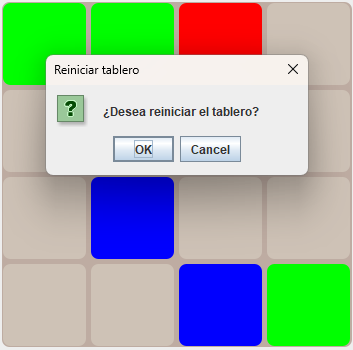 Reiniciar tablero
?
¿Desea reiniciar el tablero?
OK
Cancel